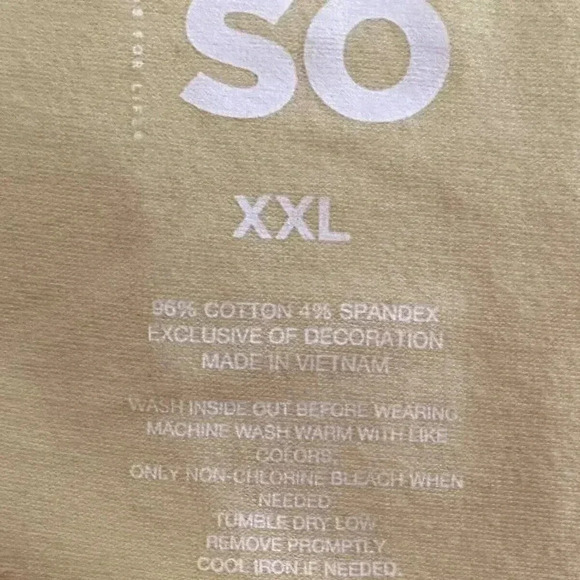 SO
XXL
96% COTTON 4% SPANDEX
EXCLUSIVE OF DECORATION
MADE IN VIETNAM
WASH INSIDE OUT BEFORE WEARING.
MACHINE WASH WARM WITH LIKE
COLORS.
ONLY NON-CHLORINE BLEACH WHEN
NEEDED.
TUMBLE DRY LOW.
REMOVE PROMPTLY.
COOL IRON IF NEEDED.
FOR LIFE